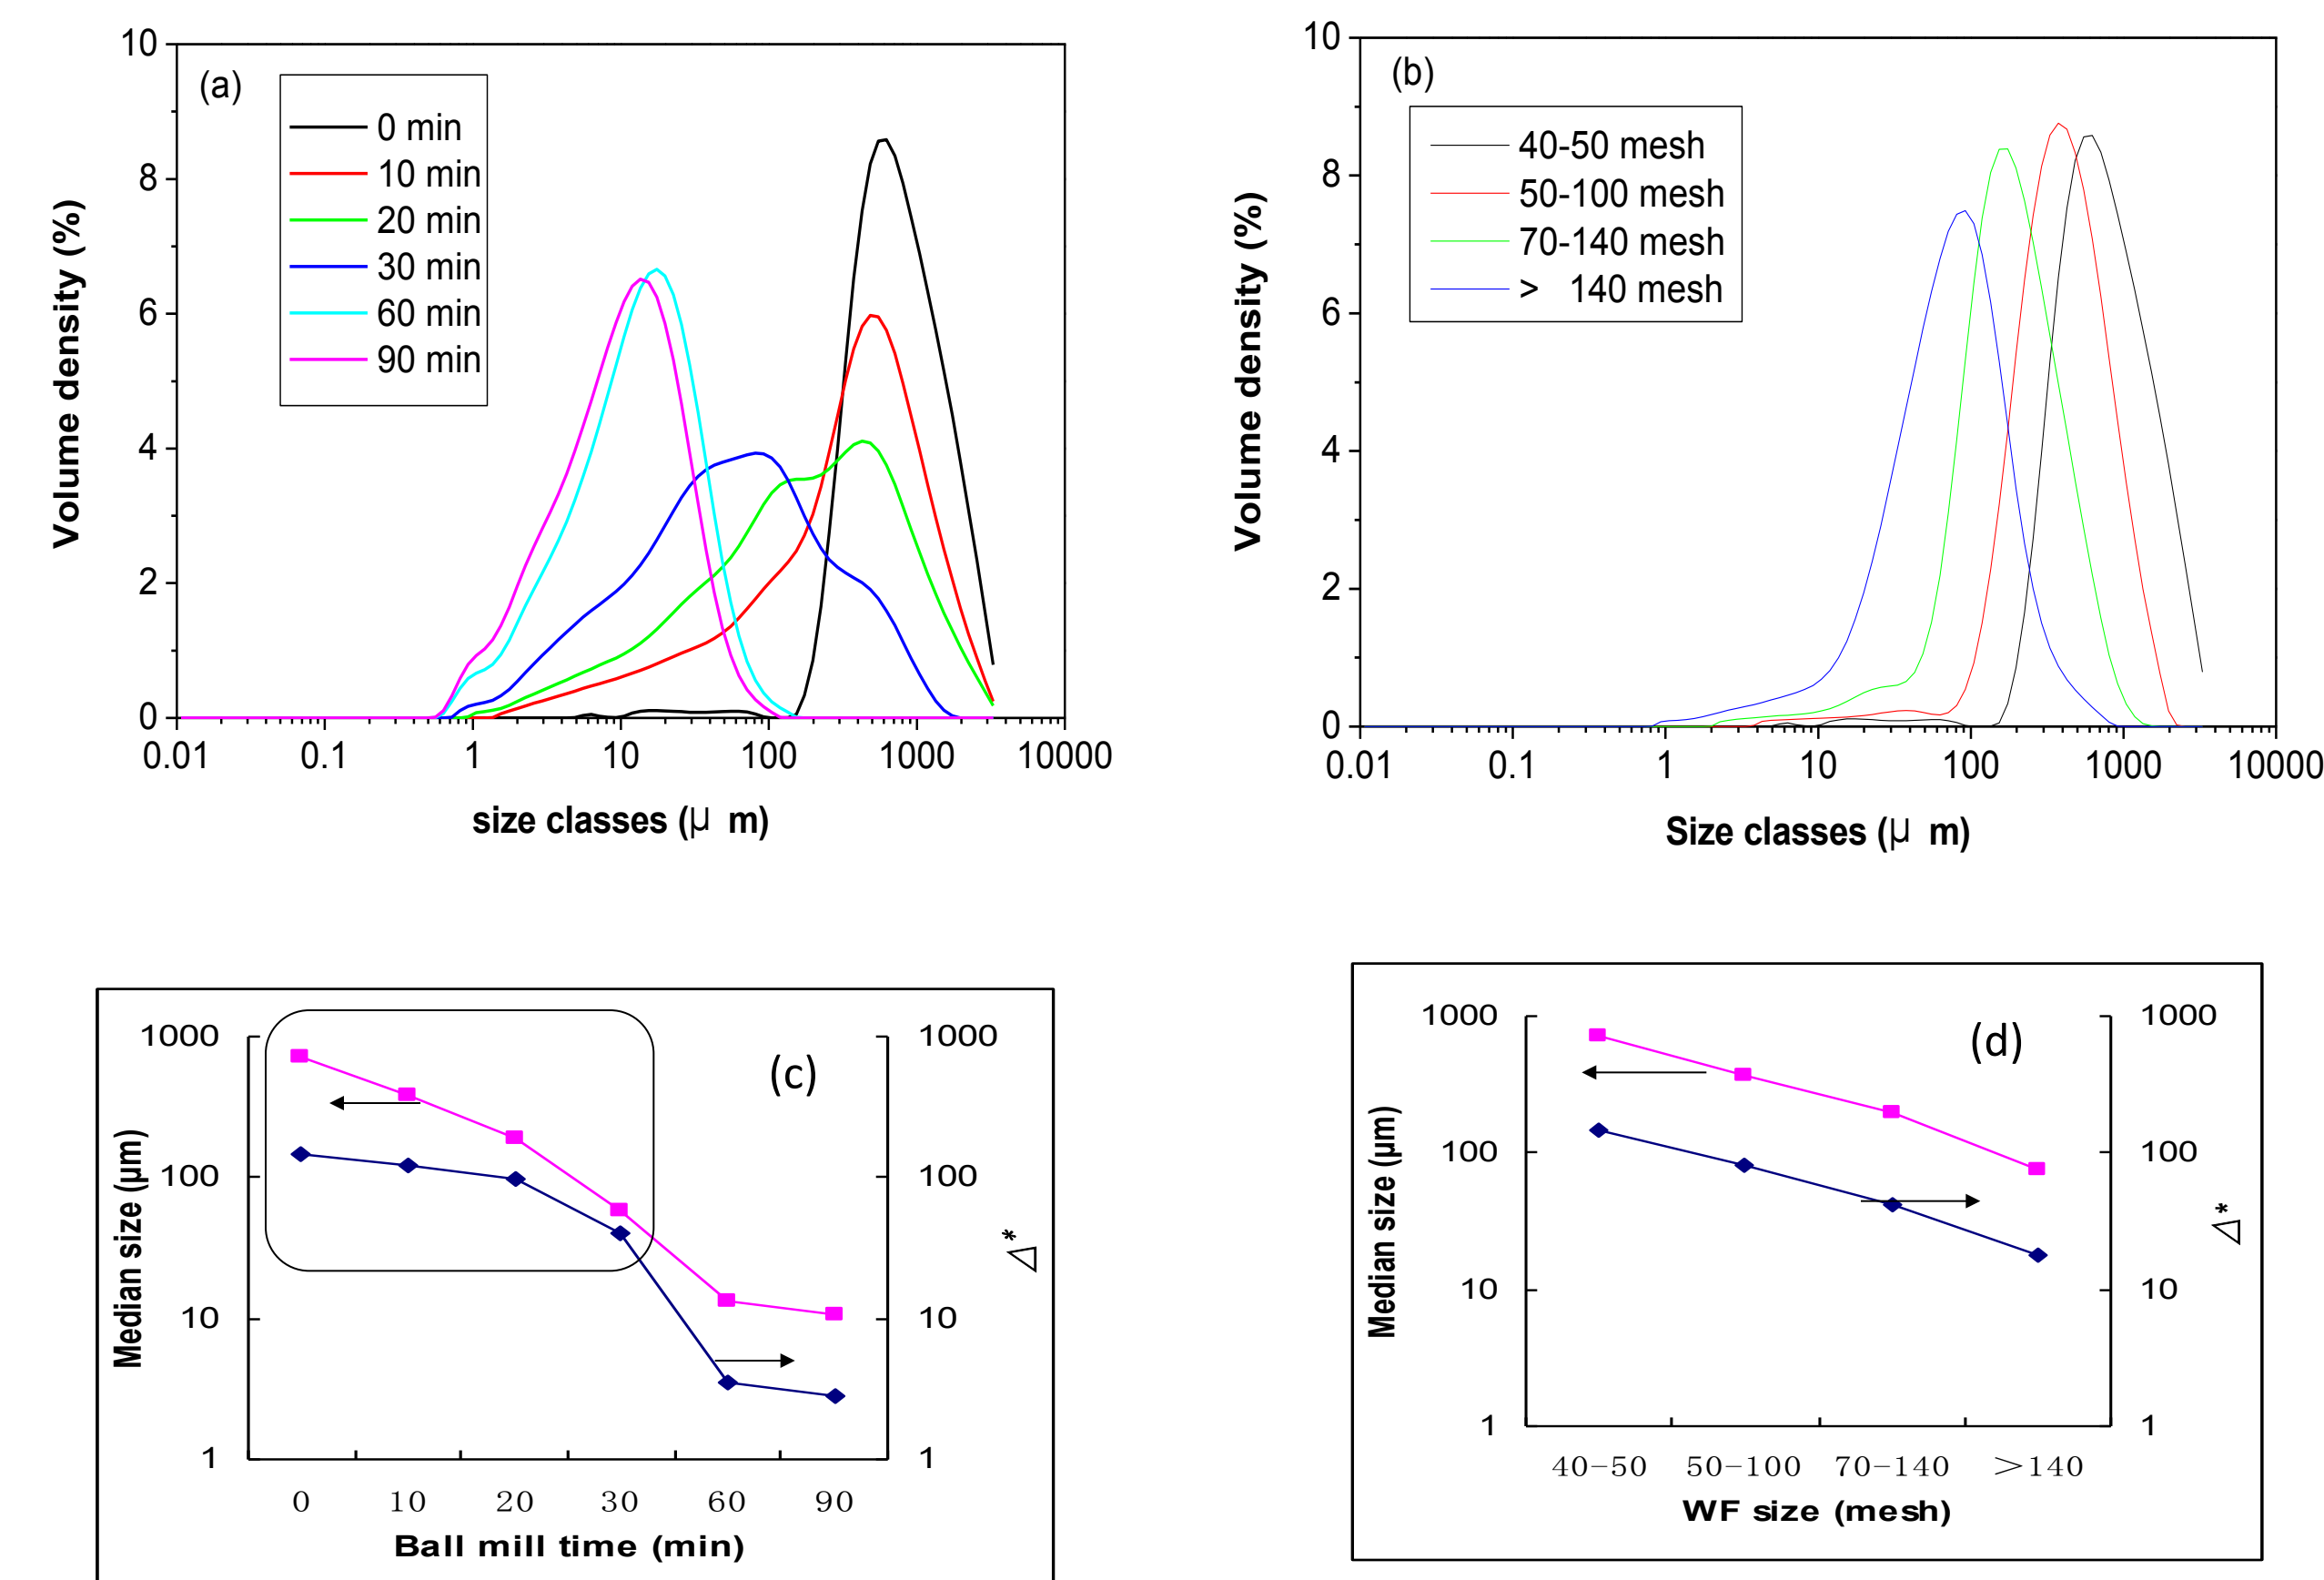 (a)
0 min
10 min
20 min
30 min
60 min
90 min
Volume density (%)
10
8
6
4
2
0
0.01 0.1 1 10 100 1000 10000
size classes (μ m)
(b)
40-50 mesh
50-100 mesh
70-140 mesh
> 140 mesh
Volume density (%)
10
8
6
4
2
0
0.01 0.1 1 10 100 1000 10000
Size classes (μ m)
(c)
Median size (μm)
1000
100
10
1
1000
100
10
1
Δ*
0 10 20 30 60 90
Ball mill time (min)
(d)
Median size (μm)
1000
100
10
1
1000
100
10
1
Δ*
40-50 50-100 70-140 >140
WF size (mesh)